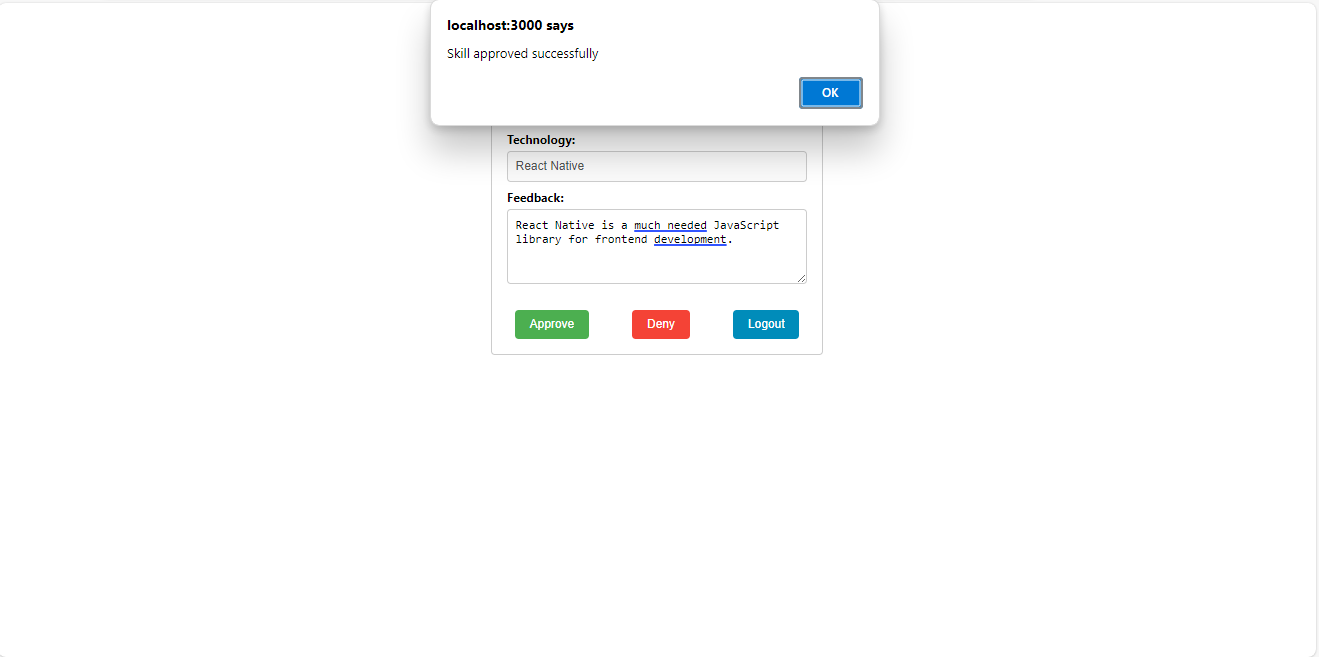 localhost:3000 says
Skill approved successfully
OK
Technology:
React Native
Feedback:
React Native is a much needed JavaScript
library for frontend development.
Approve
Deny
Logout